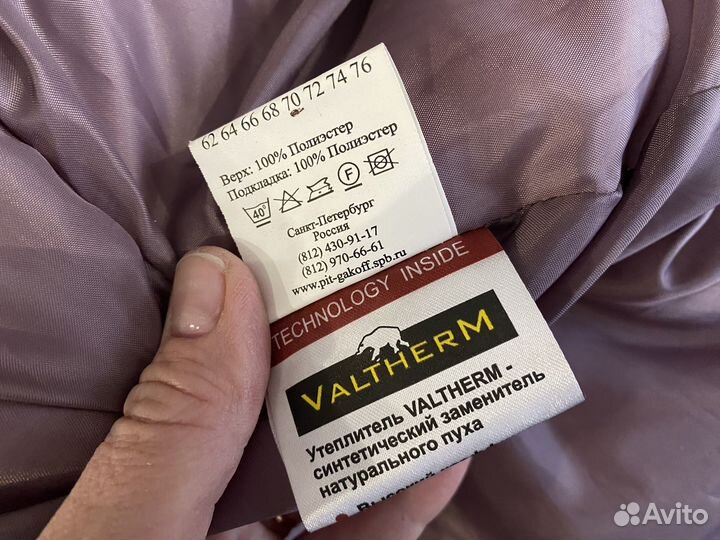 62 64 66 68 70 72 74 76
Верх: 100% Полиэстер
Подкладка: 100% Полиэстер
40° F
Санкт-Петербург
Россия
(812) 430-91-17
(812) 970-66-61
www.pit-gakoff.spb.ru
TECHNOLOGY INSIDE
VALTHERM
Утеплитель VALTHERM -
синтетический заменитель
натурального пуха
Avito